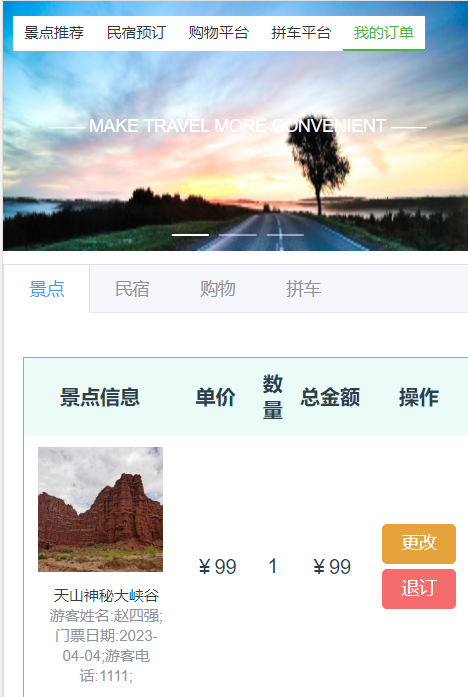 景点推荐 民宿预订 购物平台 拼车平台 我的订单
—— MAKE TRAVEL MORE CONVENIENT ——
景点 民宿 购物 拼车
景点信息 单价 数量 总金额 操作
¥99 1 ¥99
更改
退订
天山神秘大峡谷
游客姓名:赵四强;
门票日期:2023-
04-04;游客电
话:1111;